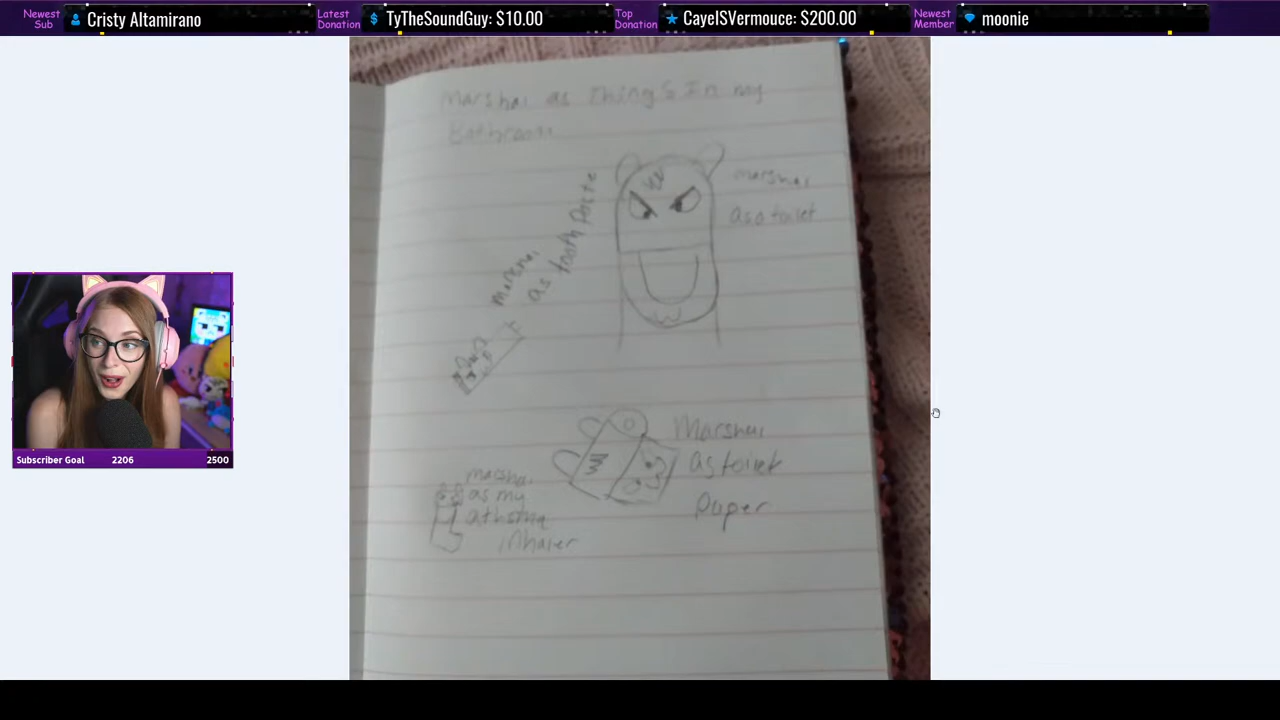 Newest Sub
Cristy Altamirano
Latest Donation
TyTheSoundGuy: $10.00
Top Donation
CayeISVermouce: $200.00
Newest Member
moonie
Marshal as Things In my
Bathroom
marshal
as a toilet
marshal
as tooth paste
Marshal
As toilet
Paper
marshal
as my
athsma
inhaler
Subscriber Goal 2206 2500